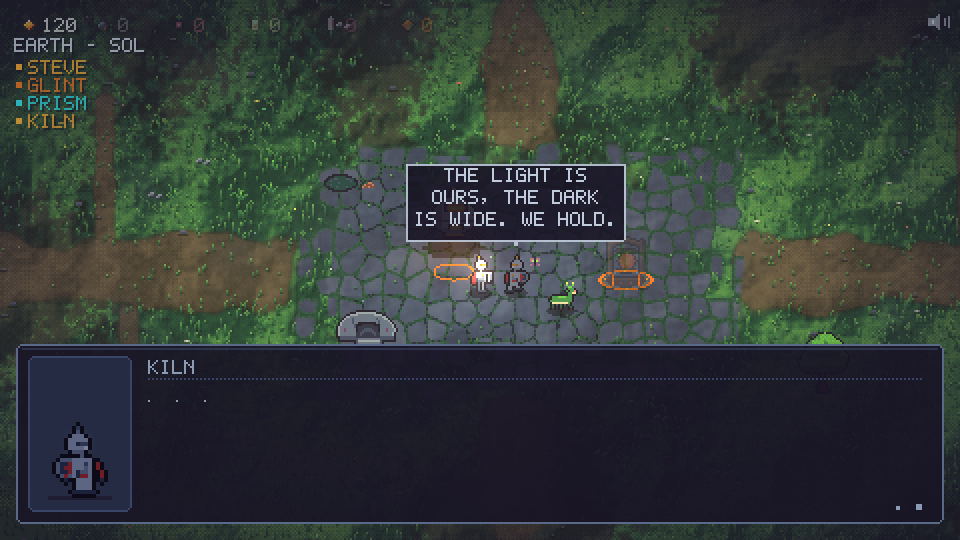 120 0 0 0 0 0
EARTH - SOL
STEVE
GLINT
PRISM
KILN
THE LIGHT IS
OURS, THE DARK
IS WIDE. WE HOLD.
KILN
. . .